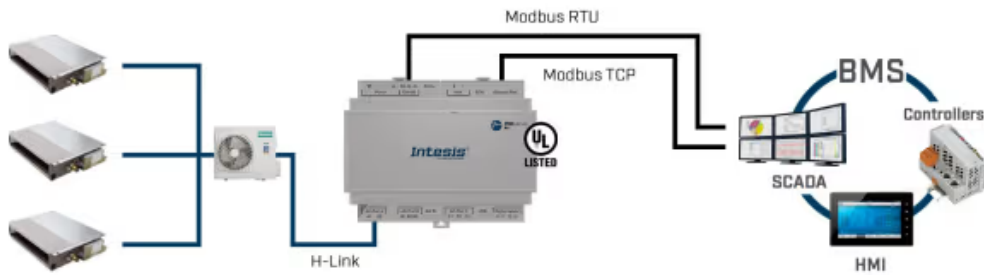 Modbus RTU
Modbus TCP
BMS
Controllers
Intesis
UL
LISTED
SCADA
H-Link
HMI